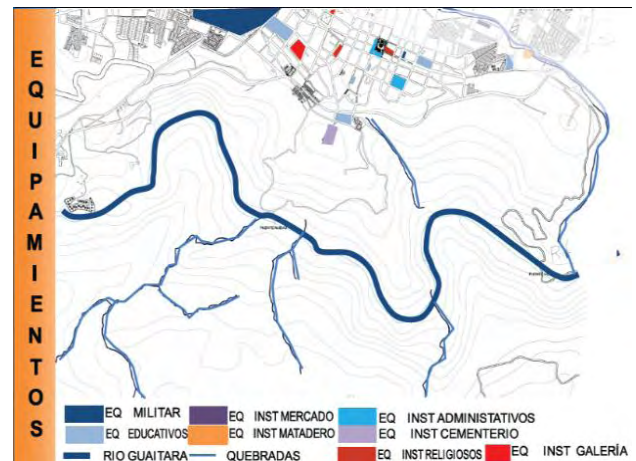 EQUIPAMIENTOS
EQ MILITAR
EQ INST MERCADO
EQ INST ADMINISTATIVOS
EQ EDUCATIVOS
EQ INST MATADERO
EQ INST CEMENTERIO
RIO GUAITARA
QUEBRADAS
EQ INST RELIGIOSOS
EQ INST GALERÍA